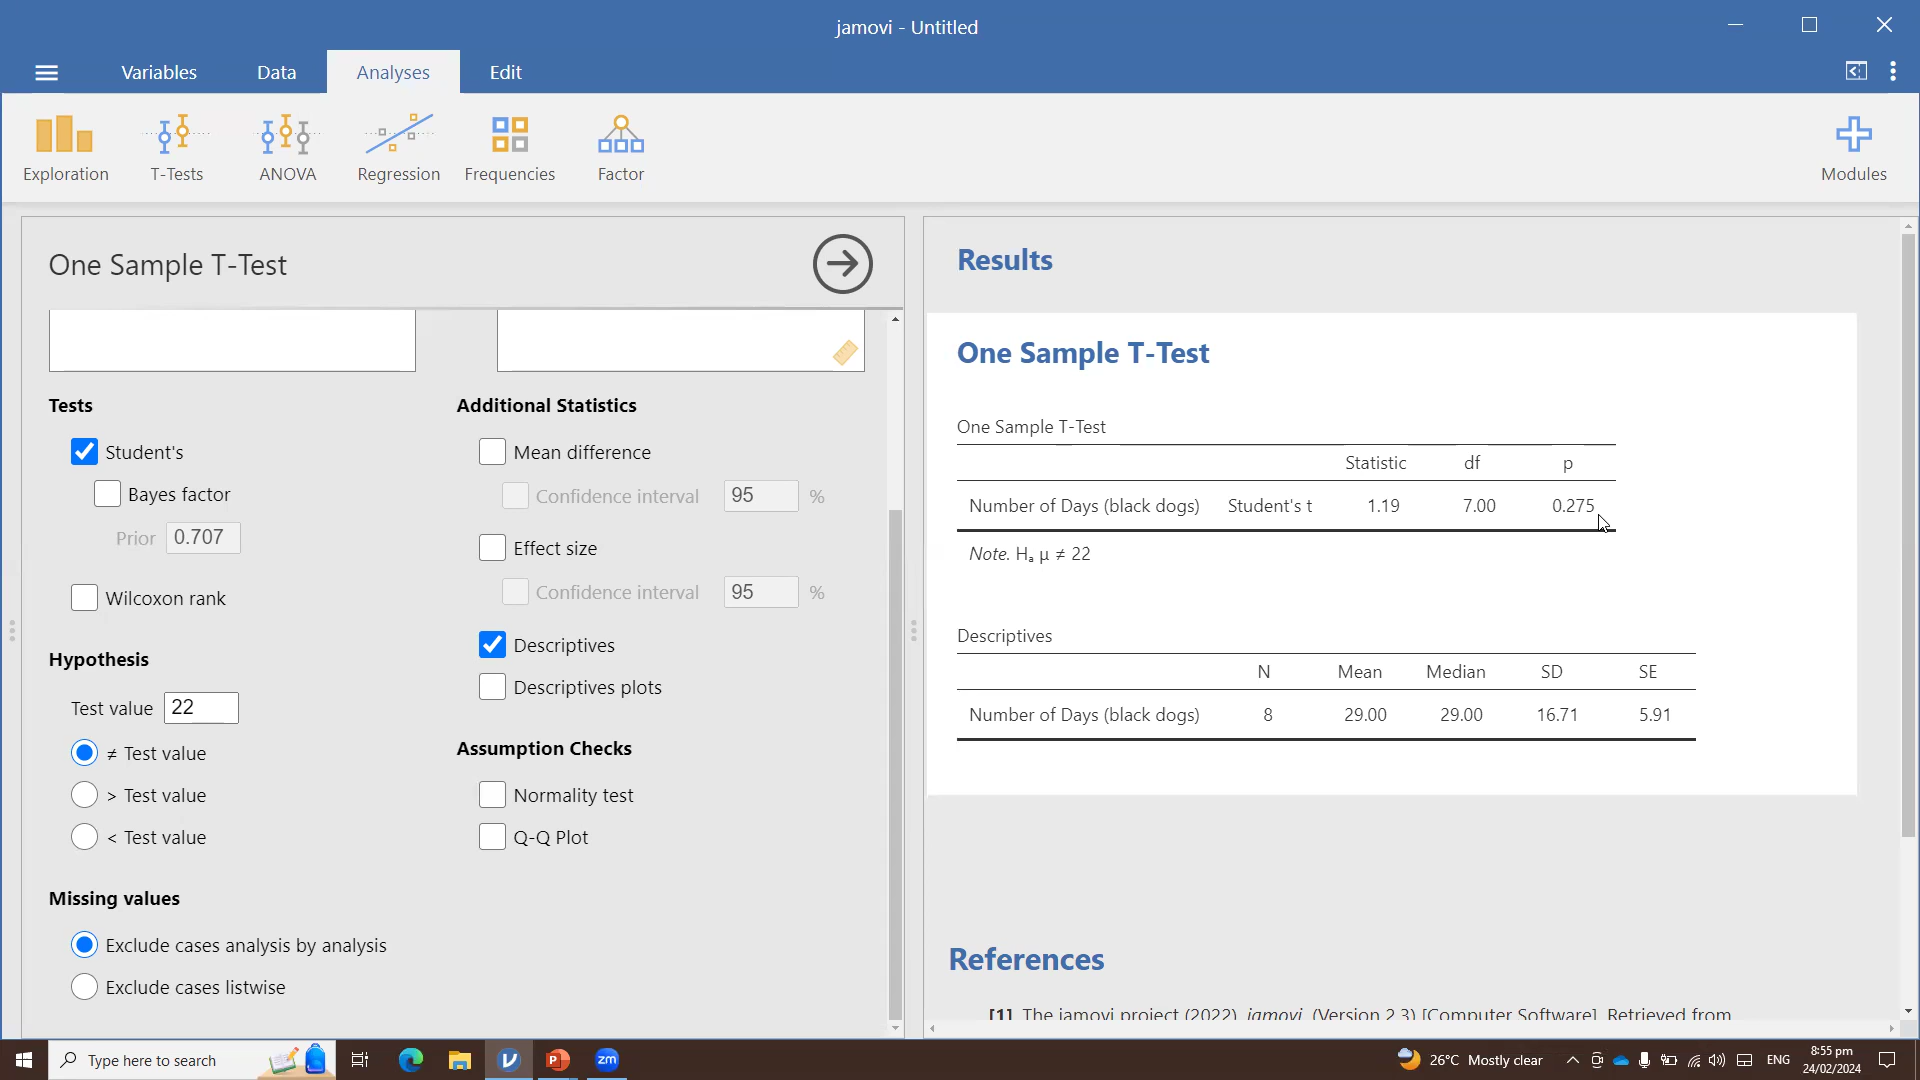 jamovi - Untitled
Variables Data Analyses Edit
Exploration T-Tests ANOVA Regression Frequencies Factor Modules
One Sample T-Test
Tests
Student's
Bayes factor
Prior 0.707
Wilcoxon rank
Hypothesis
Test value 22
≠ Test value
> Test value
< Test value
Missing values
Exclude cases analysis by analysis
Exclude cases listwise
Additional Statistics
Mean difference
Confidence interval 95 %
Effect size
Confidence interval 95 %
Descriptives
Descriptives plots
Assumption Checks
Normality test
Q-Q Plot
Results
One Sample T-Test
One Sample T-Test
Statistic df p
Number of Days (black dogs) Student's t 1.19 7.00 0.275
Note. Hₐ μ ≠ 22
Descriptives
N Mean Median SD SE
Number of Days (black dogs) 8 29.00 29.00 16.71 5.91
References
[1] The jamovi project (2022). jamovi. (Version 2.3) [Computer Software]. Retrieved from
Type here to search
zm
26°C Mostly clear
ENG
8:55 pm
24/02/2024